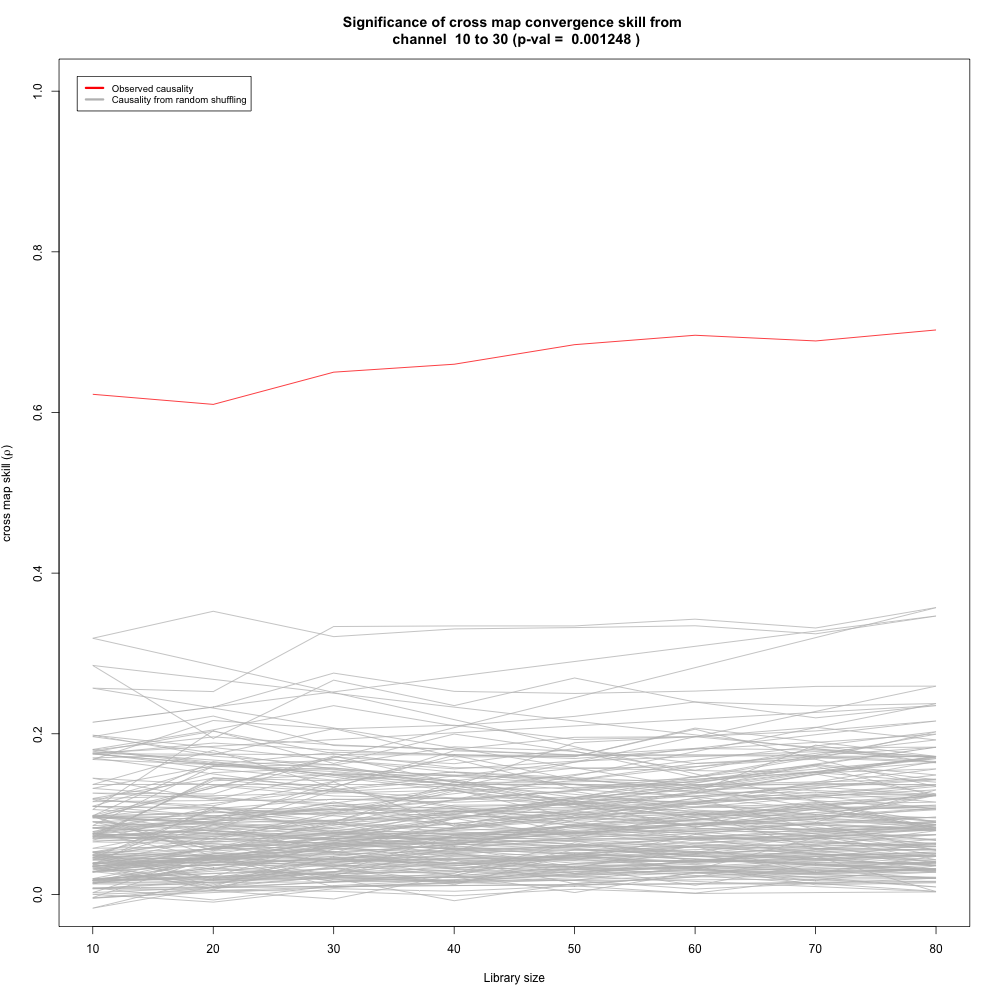 Significance of cross map convergence skill from
channel  10 to 30 (p-val =  0.001248 )
Observed causality
Causality from random shuffling
1.0
0.8
0.6
0.4
0.2
0.0
cross map skill (ρ)
10 20 30 40 50 60 70 80
Library size